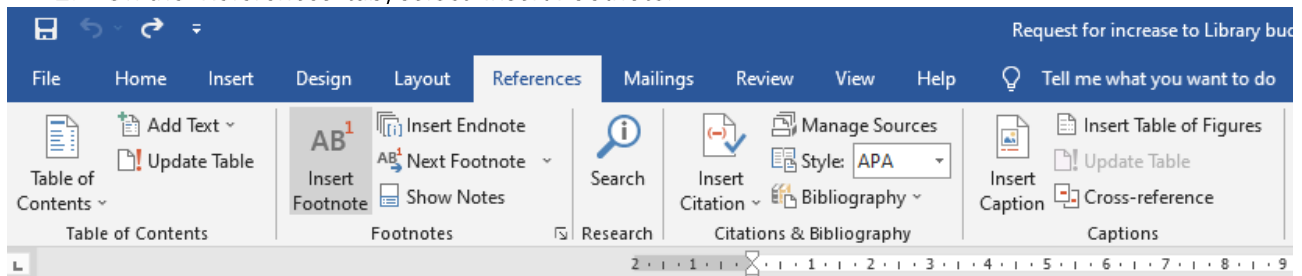 Request for increase to Library buc
File Home Insert Design Layout References Mailings Review View Help Tell me what you want to do
Table of Contents
Add Text
Update Table
Table of Contents
AB1
Insert Footnote
[i] Insert Endnote
AB1 Next Footnote
Show Notes
Footnotes
Search
Research
Insert Citation
Manage Sources
Style: APA
Bibliography
Citations & Bibliography
Insert Caption
Insert Table of Figures
Update Table
Cross-reference
Captions
L 2 1 1 2 3 4 5 6 7 8 9